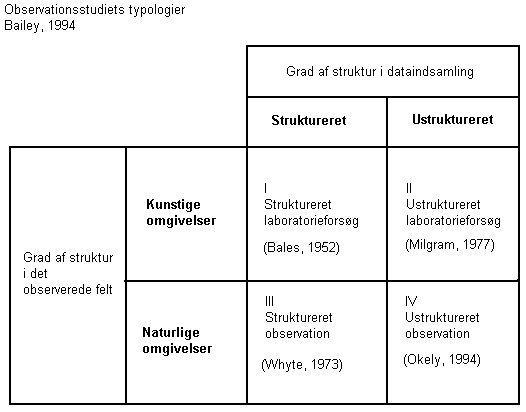 Observationsstudiets typologier
Bailey, 1994
Grad af struktur i dataindsamling
Struktureret
Ustruktureret
Grad af struktur
i det
observerede felt
Kunstige
omgivelser
I
Struktureret
laboratorieforsøg
(Bales, 1952)
II
Ustruktureret
laboratorieforsøg
(Milgram, 1977)
Naturlige
omgivelser
III
Struktureret
observation
(Whyte, 1973)
IV
Ustruktureret
observation
(Okely, 1994)